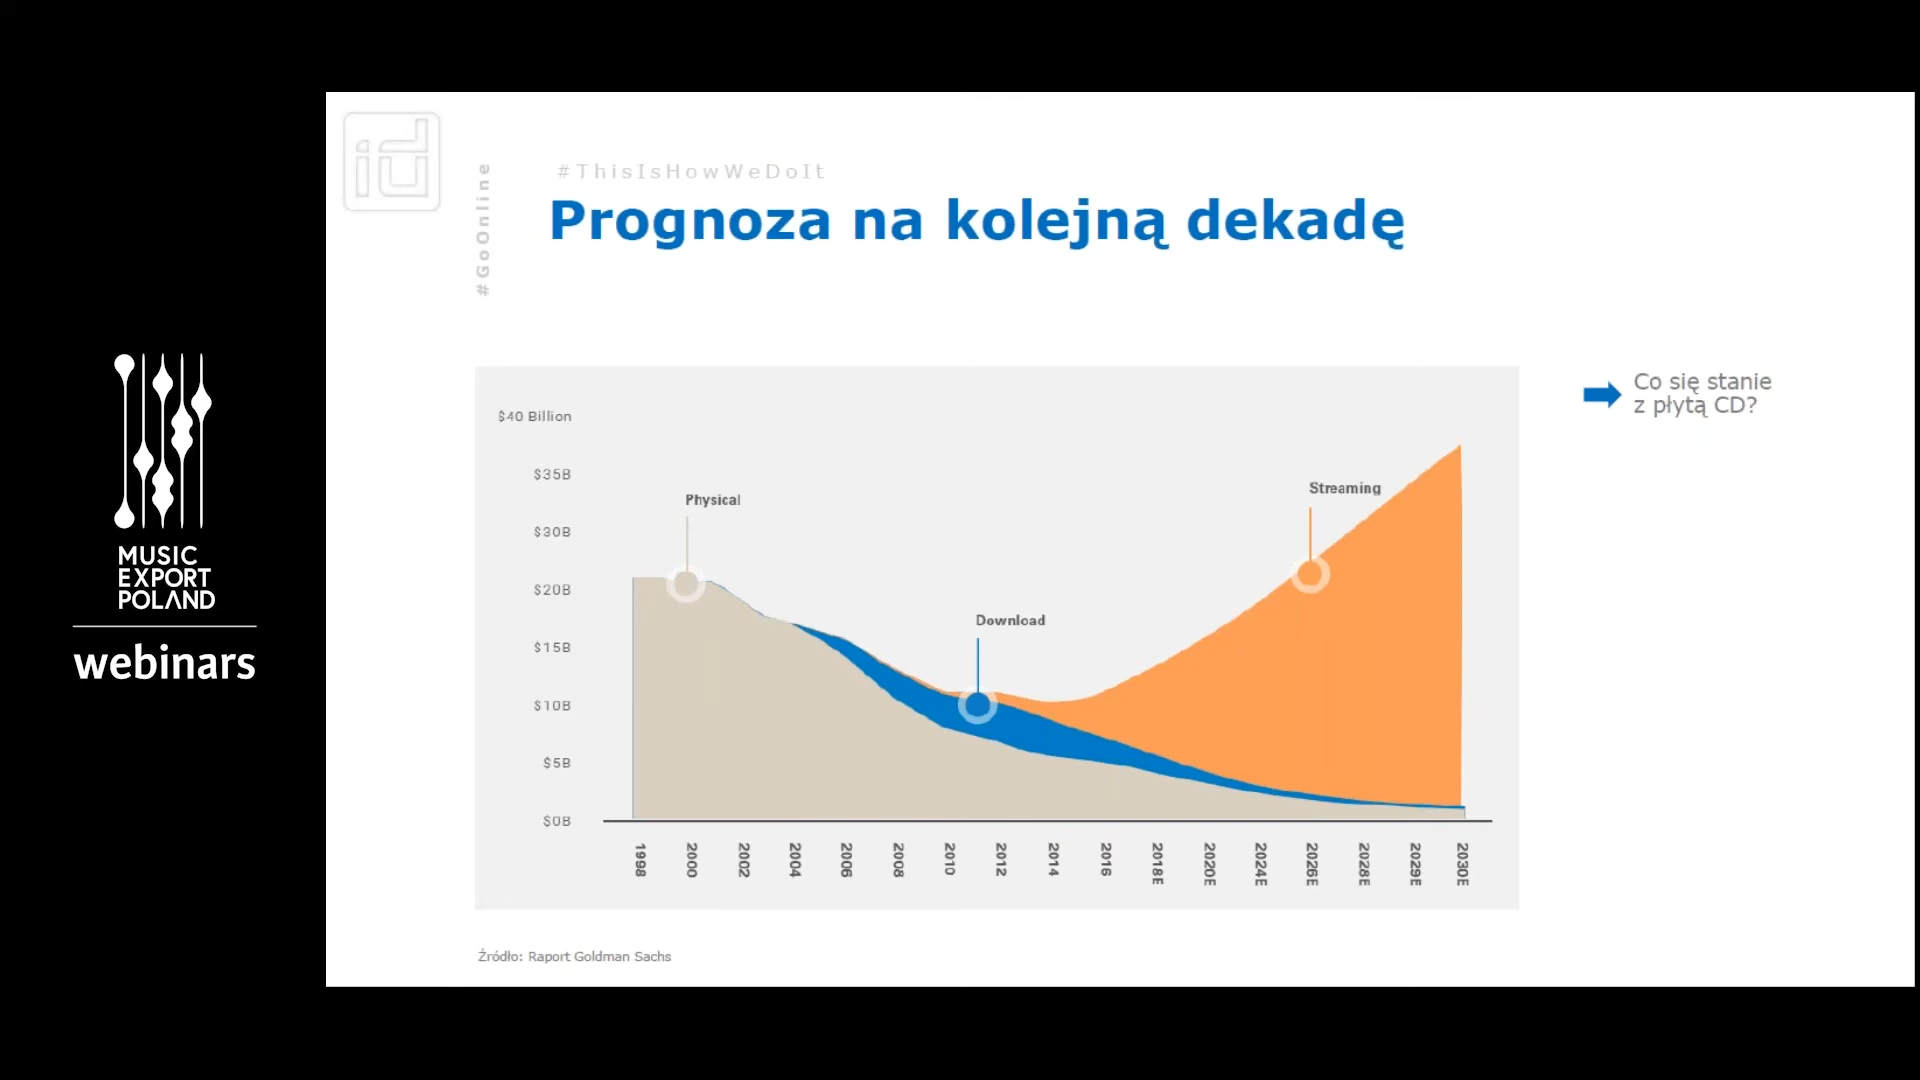 MUSIC
EXPORT
POLAND
webinars
id
#GoOnline
#ThisIsHowWeDoIt
Prognoza na kolejną dekadę
$40 Billion
$35B
$30B
$20B
$15B
$10B
$5B
$0B
Physical
Download
Streaming
1998
2000
2002
2004
2006
2008
2010
2012
2014
2016
2018E
2020E
2024E
2026E
2028E
2029E
2030E
Co się stanie
z płytą CD?
Źródło: Raport Goldman Sachs